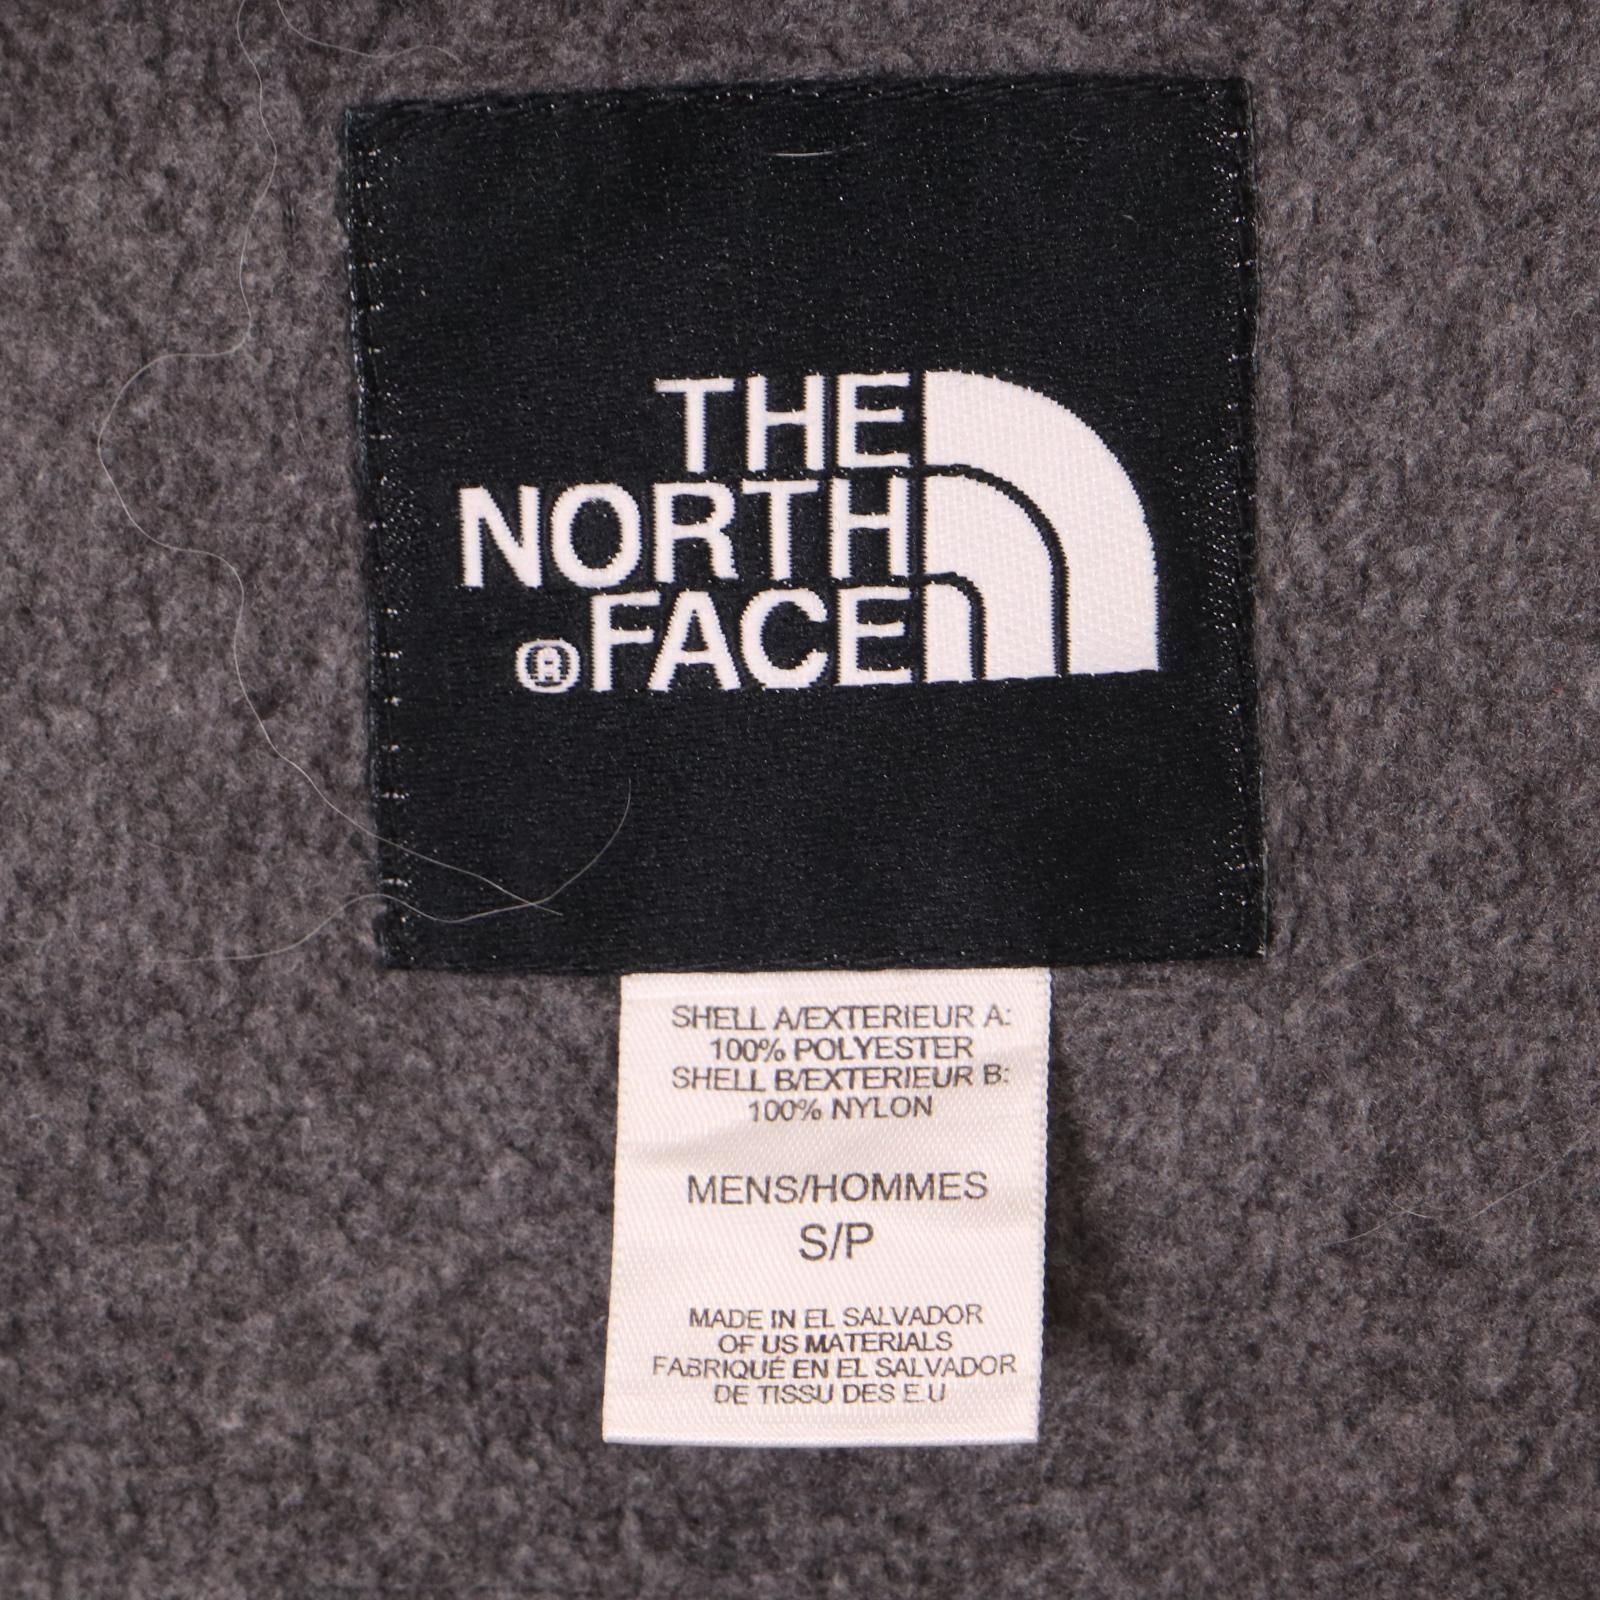 THE
NORTH
®FACE
SHELL A/EXTERIEUR A:
100% POLYESTER
SHELL B/EXTERIEUR B:
100% NYLON
MENS/HOMMES
S/P
MADE IN EL SALVADOR
OF US MATERIALS
FABRIQUÉ EN EL SALVADOR
DE TISSU DES E.U